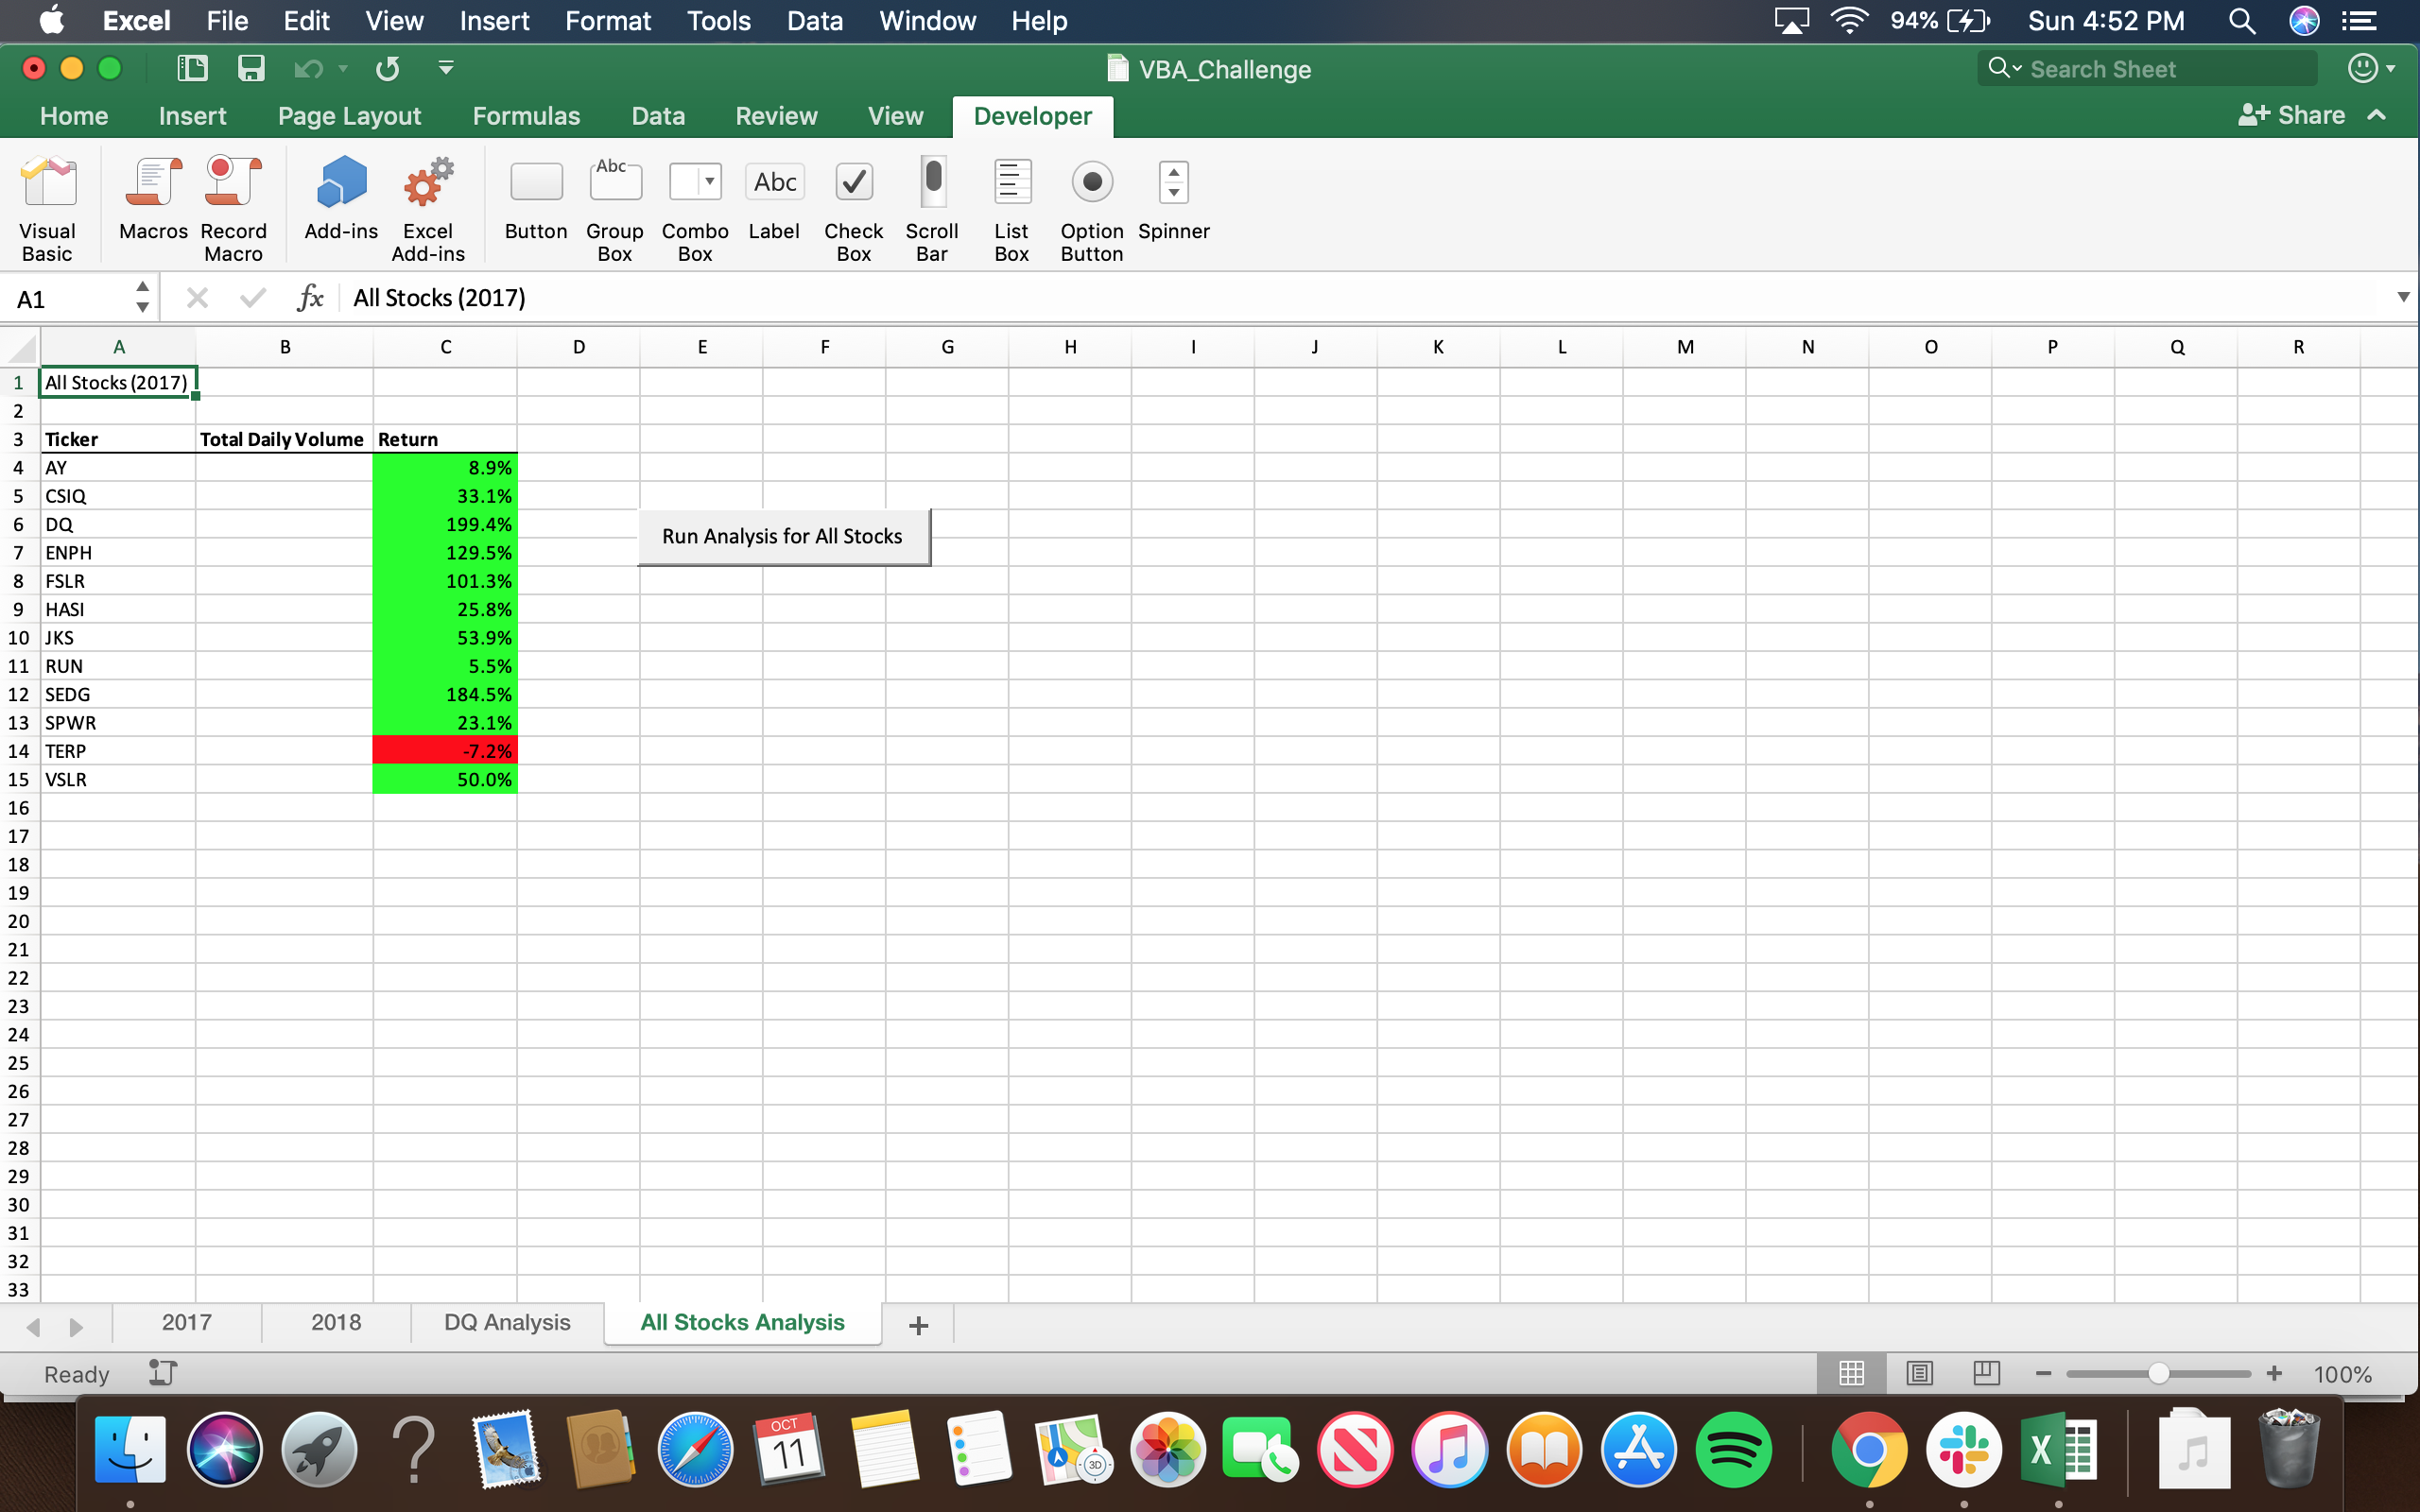 Excel File Edit View Insert Format Tools Data Window Help 94% Sun 4:52 PM
VBA_Challenge Search Sheet
Home Insert Page Layout Formulas Data Review View Developer Share
Visual Basic Macros Record Macro Add-ins Excel Add-ins Button Abc Group Box Combo Box Abc Label Check Box Scroll Bar List Box Option Button Spinner
A1 fx All Stocks (2017)
A B C D E F G H I J K L M N O P Q R
1 All Stocks (2017)
2
3 Ticker Total Daily Volume Return
4 AY 8.9%
5 CSIQ 33.1%
6 DQ 199.4%
Run Analysis for All Stocks
7 ENPH 129.5%
8 FSLR 101.3%
9 HASI 25.8%
10 JKS 53.9%
11 RUN 5.5%
12 SEDG 184.5%
13 SPWR 23.1%
14 TERP -7.2%
15 VSLR 50.0%
16
17
18
19
20
21
22
23
24
25
26
27
28
29
30
31
32
33
2017 2018 DQ Analysis All Stocks Analysis +
Ready 100%
OCT
11
3D